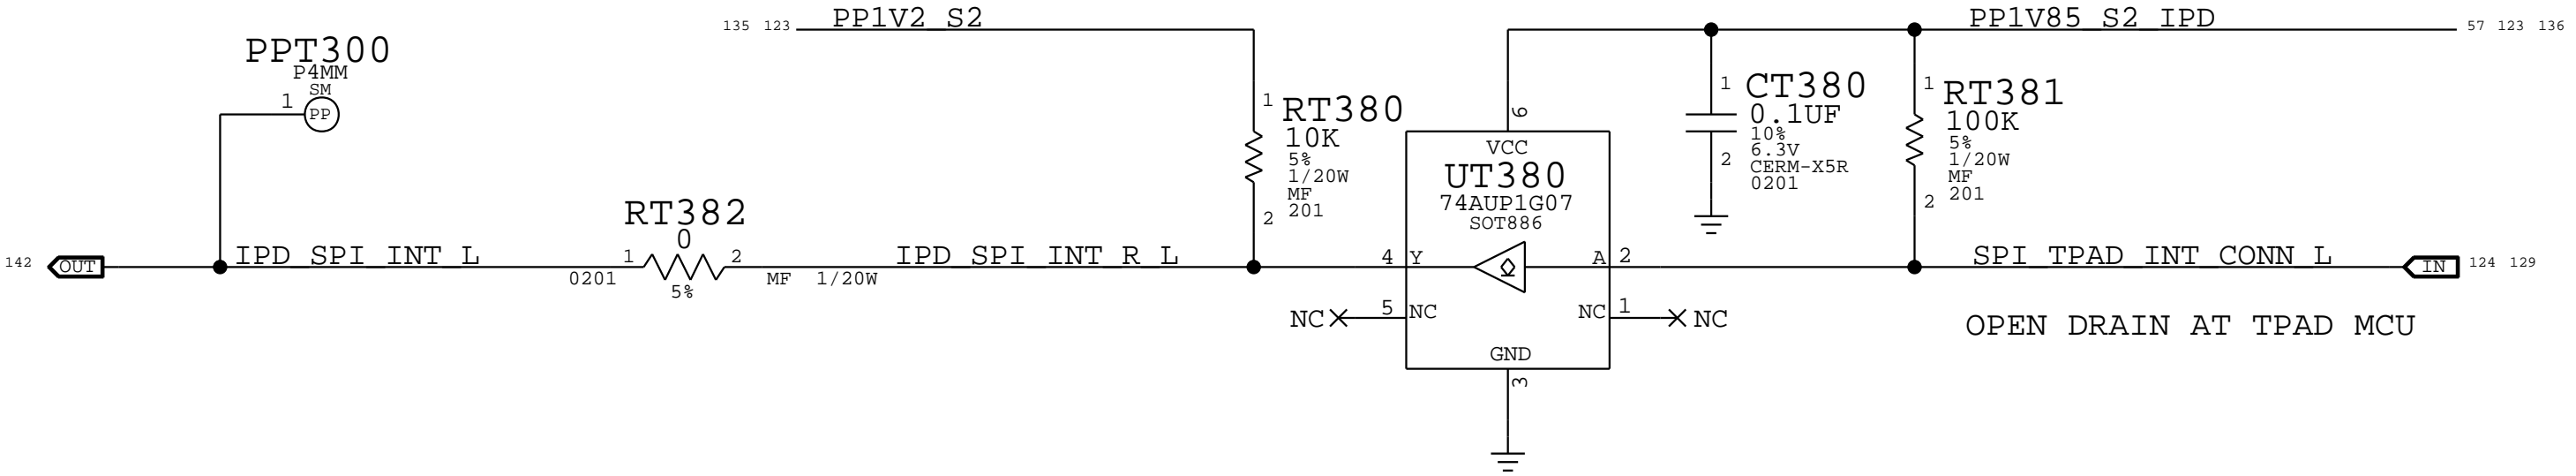 135 123 PP1V2_S2
PP1V85_S2_IPD 57 123 136
PPT300
P4MM
SM
1 PP
1 RT380
10K
5%
1/20W
MF
201
2
6
VCC
UT380
74AUP1G07
SOT886
1 CT380
0.1UF
10%
6.3V
CERM-X5R
0201
2
1 RT381
100K
5%
1/20W
MF
201
2
142 OUT IPD_SPI_INT_L
RT382
0
1 2
0201 5% MF 1/20W
IPD_SPI_INT_R_L
4 Y A 2
SPI_TPAD_INT_CONN_L IN 124 129
NC 5 NC NC 1 NC
OPEN DRAIN AT TPAD MCU
GND
3